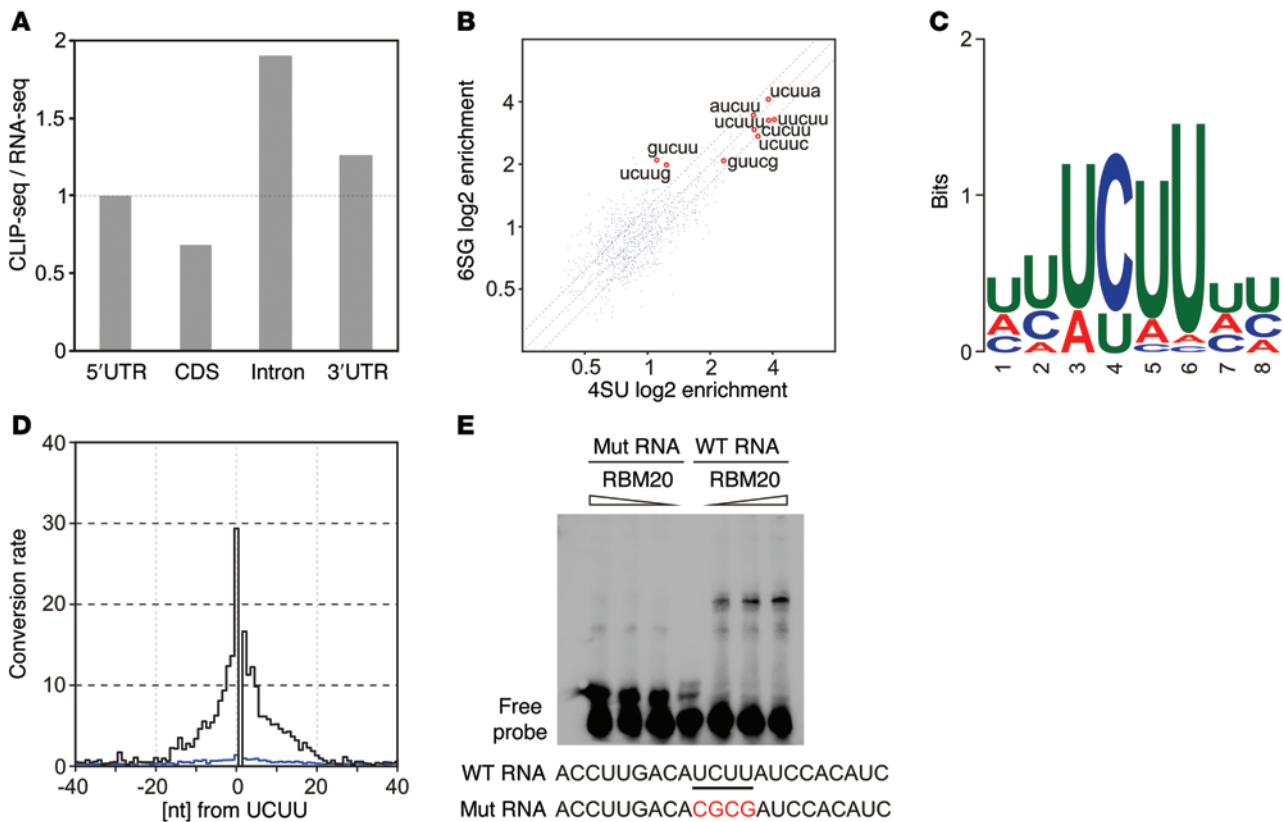 A
CLIP-seq / RNA-seq
2
1.5
1
0.5
0
5′UTR CDS Intron 3′UTR
B
6SG log2 enrichment
4
2
1
0.5
ucuua
aucuu
ucuuu uucuu
cucuu
ucuuc
gucuu
guucg
ucuug
0.5 1 2 4
4SU log2 enrichment
C
Bits
2
1
0
UUUCUUUU
ACAUAAAC
CA CCCA
1 2 3 4 5 6 7 8
D
Conversion rate
40
30
20
10
0
-40 -20 0 20 40
[nt] from UCUU
E
Mut RNA WT RNA
RBM20 RBM20
Free
probe
WT RNA ACCUUGACAUCUUAUCCACAUC
Mut RNA ACCUUGACACGCGAUCCACAUC